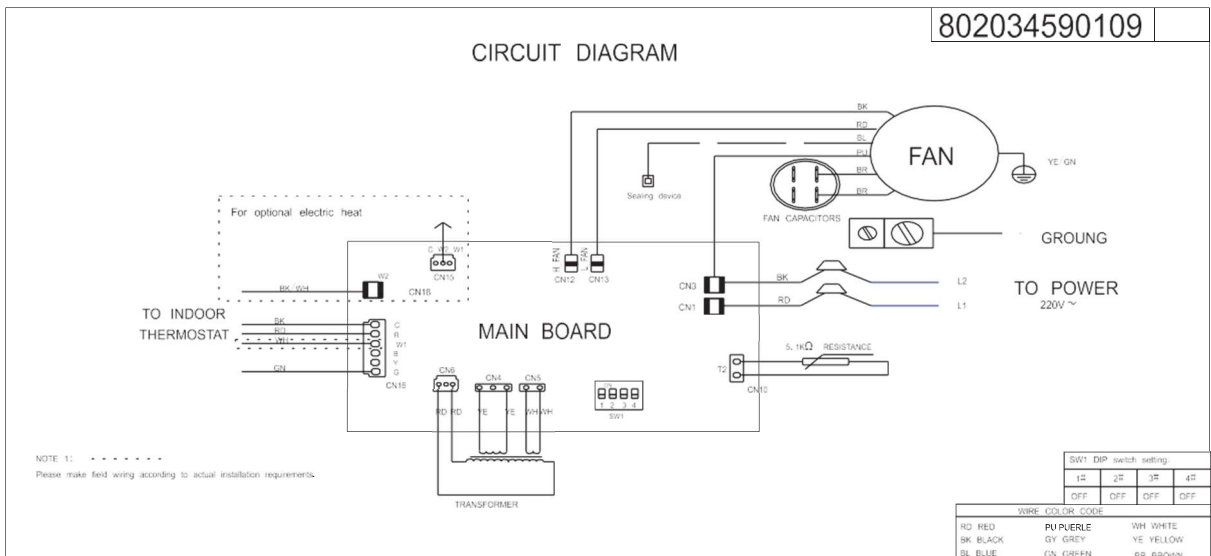 802034590109
CIRCUIT DIAGRAM
BK
RD
BL
PU
BR
BR
FAN
YE/GN
Sealing device
FAN CAPACITORS
For optional electric heat
C W2 W1
CN15
H FAN
L FAN
CN12 CN13
GROUNG
W2
BK/WH
CN18
CN3
BK
L2
CN1
RD
L1
TO POWER
220V ~
TO INDOOR
THERMOSTAT
BK
RD
WH
GN
C
R
W1
B
Y
G
CN16
MAIN BOARD
5.1KΩ RESISTANCE
T2
CN10
CN6
CN4
CN5
ON
1 2 3 4
SW1
RD RD
YE YE
WH WH
TRANSFORMER
NOTE 1: - - - - - - -
Please make field wiring according to actual installation requirements.
SW1 DIP switch setting:
1# 2# 3# 4#
OFF OFF OFF OFF
WIRE COLOR CODE
RD RED PU PUERLE WH WHITE
BK BLACK GY GREY YE YELLOW
BL BLUE GN GREEN BR BROWN